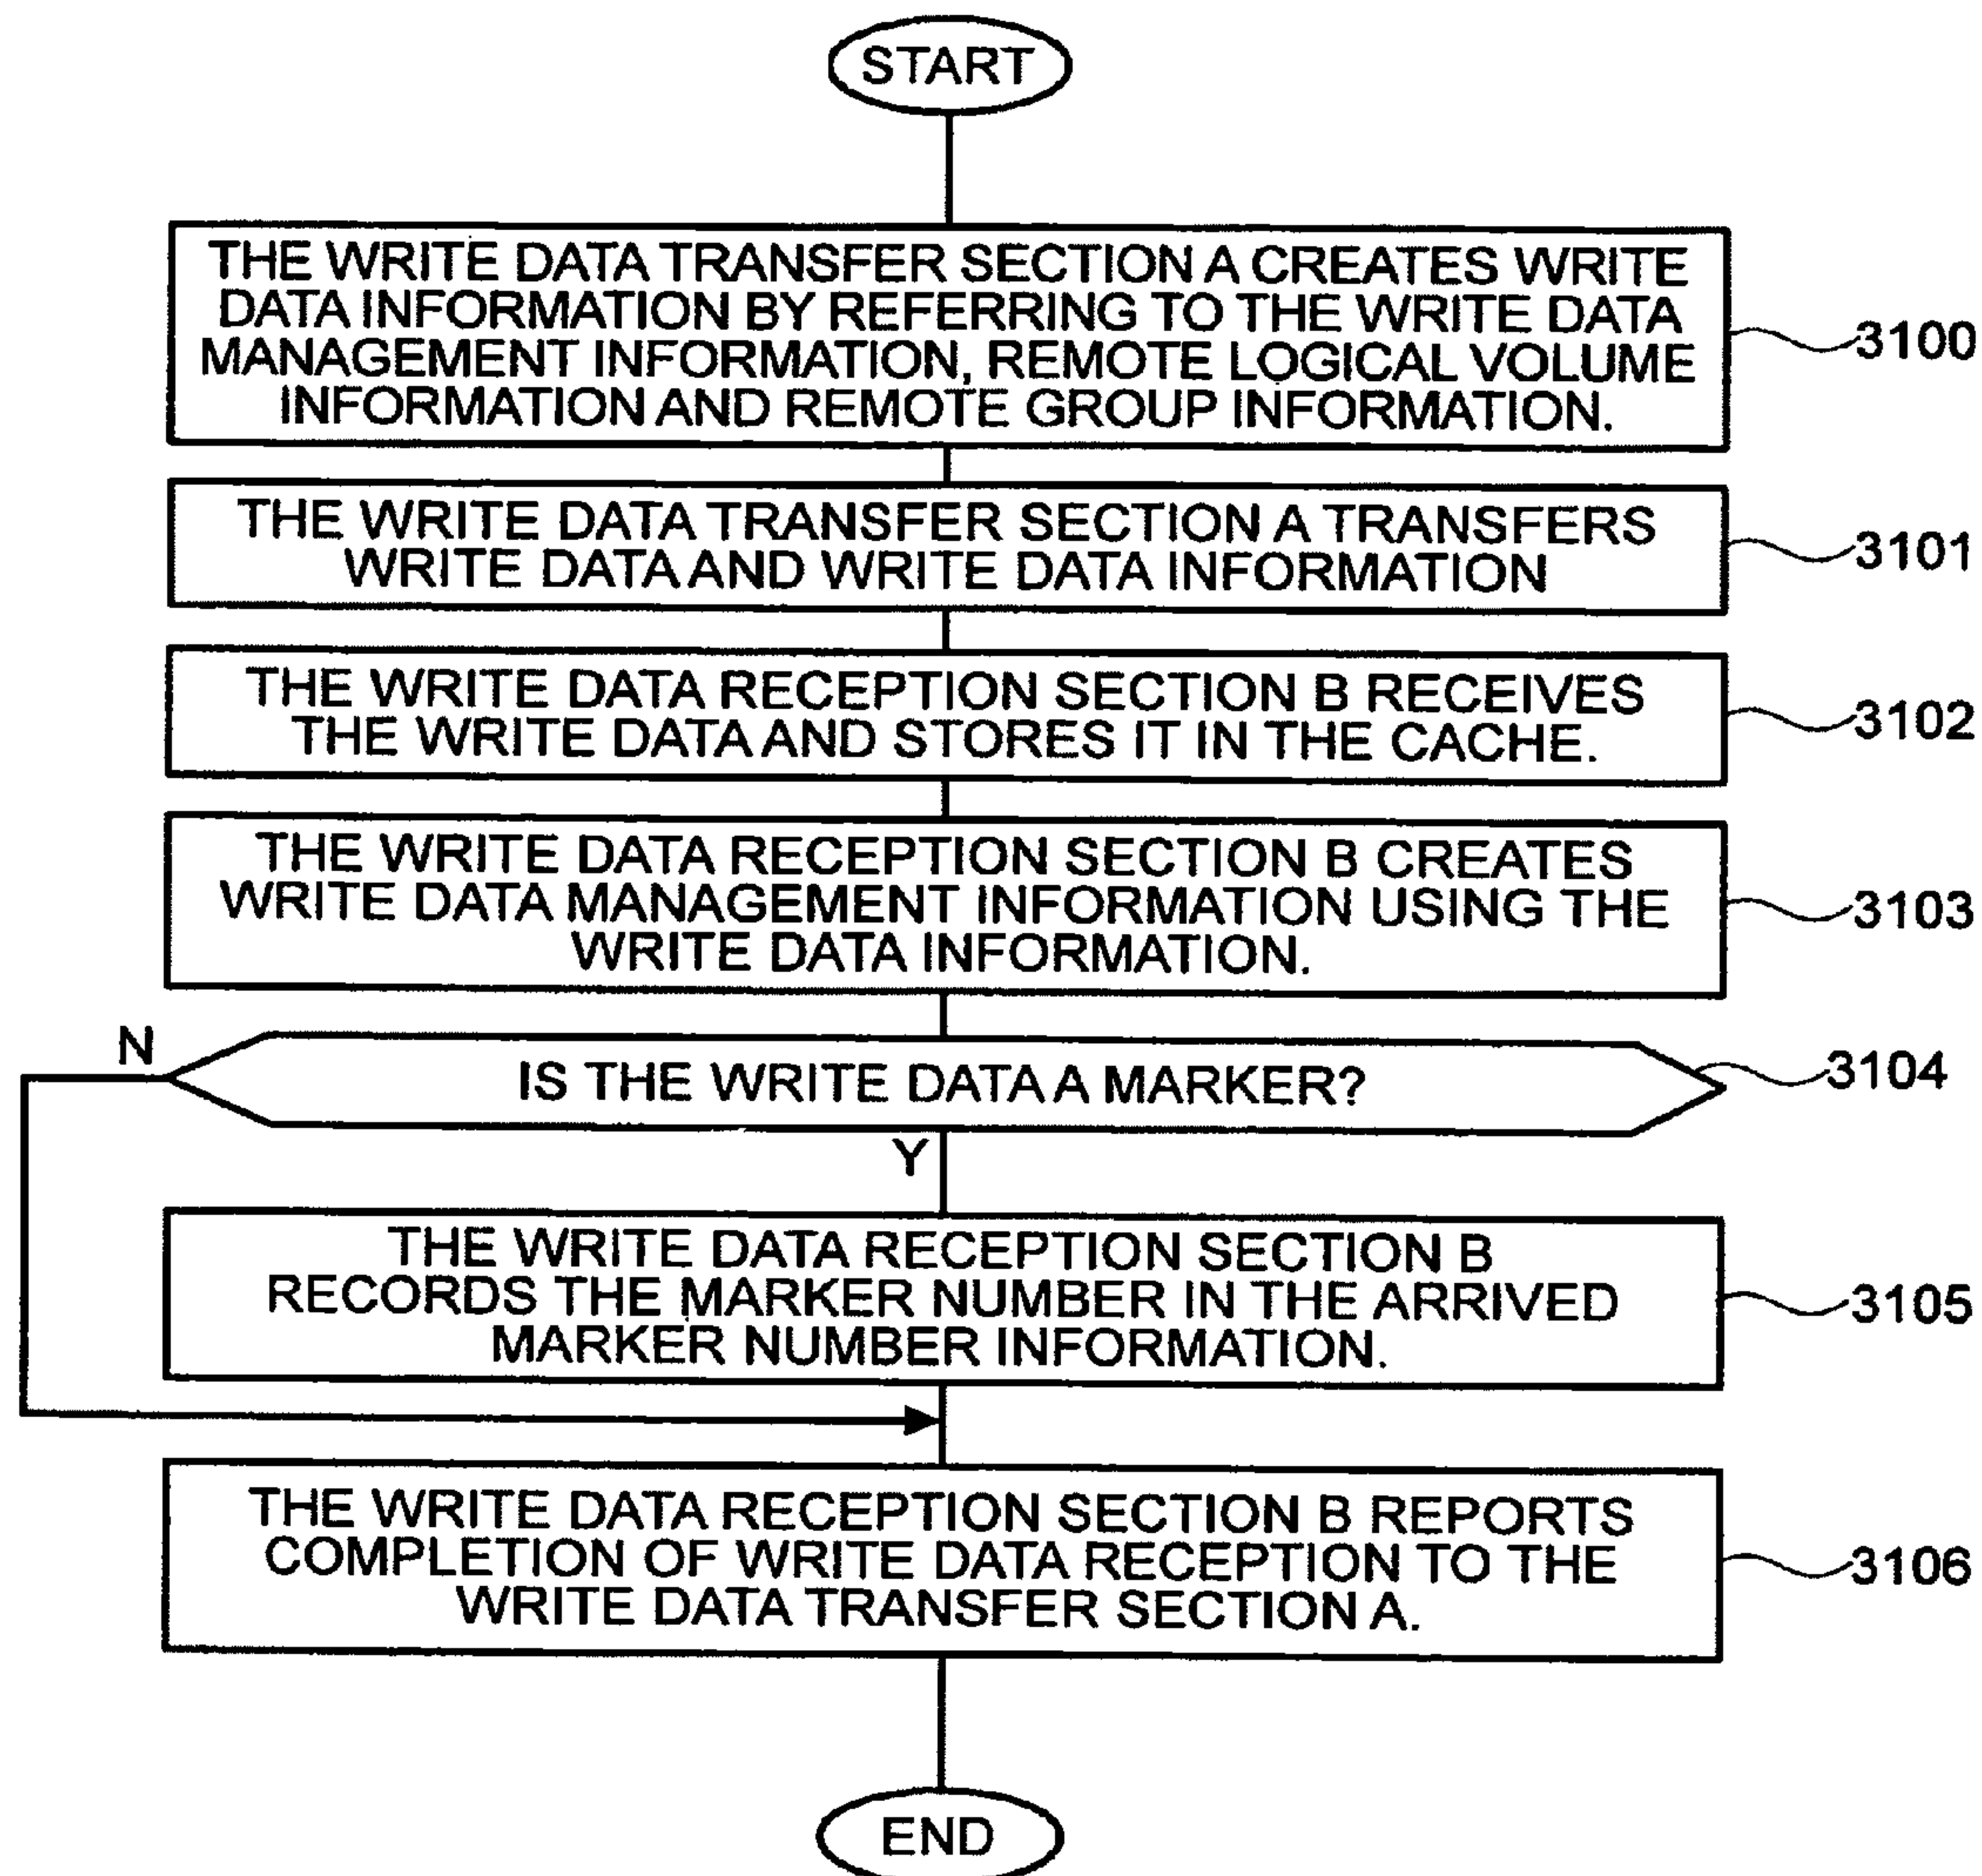 START
THE WRITE DATA TRANSFER SECTION A CREATES WRITE
DATA INFORMATION BY REFERRING TO THE WRITE DATA
MANAGEMENT INFORMATION, REMOTE LOGICAL VOLUME
INFORMATION AND REMOTE GROUP INFORMATION.
3100
THE WRITE DATA TRANSFER SECTION A TRANSFERS
WRITE DATA AND WRITE DATA INFORMATION
3101
THE WRITE DATA RECEPTION SECTION B RECEIVES
THE WRITE DATA AND STORES IT IN THE CACHE.
3102
THE WRITE DATA RECEPTION SECTION B CREATES
WRITE DATA MANAGEMENT INFORMATION USING THE
WRITE DATA INFORMATION.
3103
N
IS THE WRITE DATA A MARKER?
3104
Y
THE WRITE DATA RECEPTION SECTION B
RECORDS THE MARKER NUMBER IN THE ARRIVED
MARKER NUMBER INFORMATION.
3105
THE WRITE DATA RECEPTION SECTION B REPORTS
COMPLETION OF WRITE DATA RECEPTION TO THE
WRITE DATA TRANSFER SECTION A.
3106
END